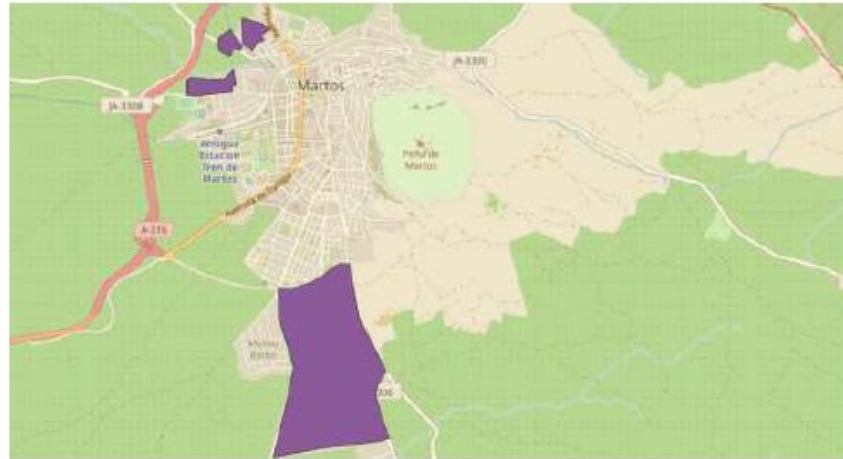 JA-3300
Martos
JA-3308
Antigua
Estación
Tren de
Martos
Peña de
Martos
A-316
306